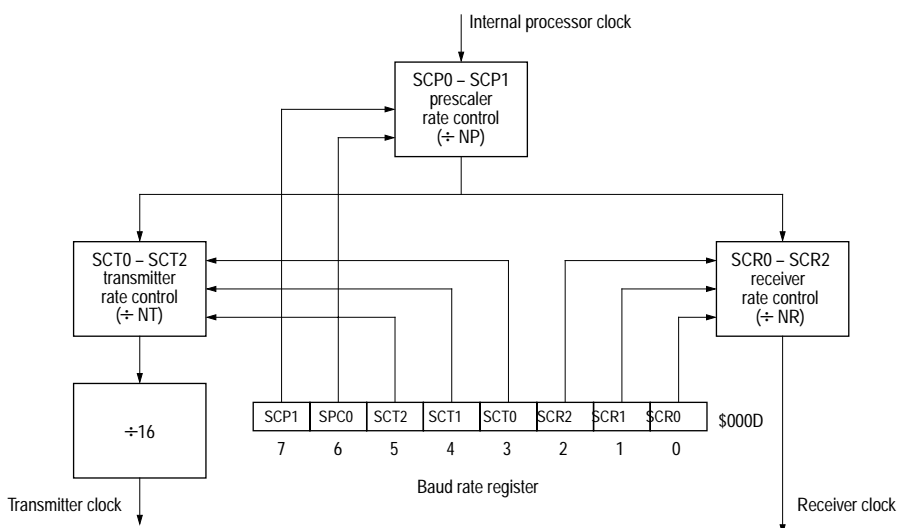 Internal processor clock
SCP0 – SCP1
prescaler
rate control
(÷ NP)
SCT0 – SCT2
transmitter
rate control
(÷ NT)
SCR0 – SCR2
receiver
rate control
(÷ NR)
÷16
SCP1 SPC0 SCT2 SCT1 SCT0 SCR2 SCR1 SCR0 $000D
7 6 5 4 3 2 1 0
Baud rate register
Transmitter clock
Receiver clock